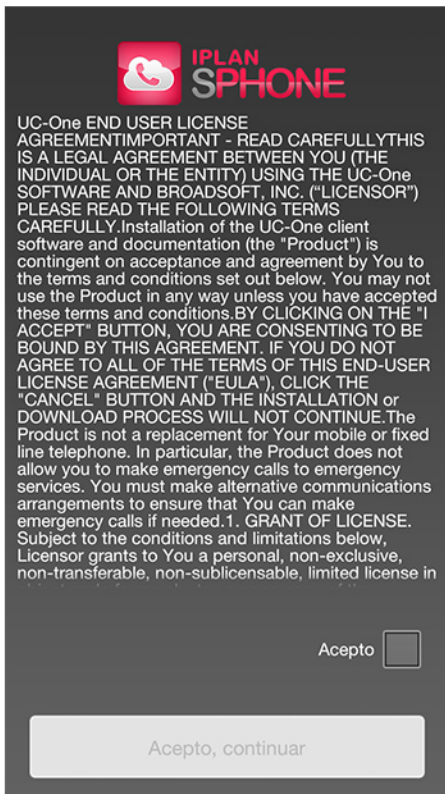 IPLAN
SPHONE
UC-One END USER LICENSE
AGREEMENTIMPORTANT - READ CAREFULLYTHIS
IS A LEGAL AGREEMENT BETWEEN YOU (THE
INDIVIDUAL OR THE ENTITY) USING THE UC-One
SOFTWARE AND BROADSOFT, INC. (“LICENSOR”)
PLEASE READ THE FOLLOWING TERMS
CAREFULLY.Installation of the UC-One client
software and documentation (the "Product") is
contingent on acceptance and agreement by You to
the terms and conditions set out below. You may not
use the Product in any way unless you have accepted
these terms and conditions.BY CLICKING ON THE "I
ACCEPT" BUTTON, YOU ARE CONSENTING TO BE
BOUND BY THIS AGREEMENT. IF YOU DO NOT
AGREE TO ALL OF THE TERMS OF THIS END-USER
LICENSE AGREEMENT ("EULA"), CLICK THE
"CANCEL" BUTTON AND THE INSTALLATION or
DOWNLOAD PROCESS WILL NOT CONTINUE.The
Product is not a replacement for Your mobile or fixed
line telephone. In particular, the Product does not
allow you to make emergency calls to emergency
services. You must make alternative communications
arrangements to ensure that You can make
emergency calls if needed.1. GRANT OF LICENSE.
Subject to the conditions and limitations below,
Licensor grants to You a personal, non-exclusive,
non-transferable, non-sublicensable, limited license in
Acepto
Acepto, continuar